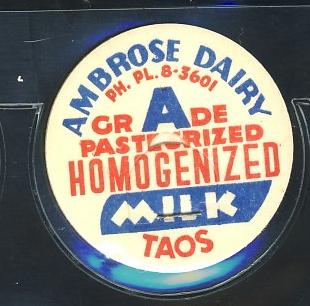 AMBROSE DAIRY
PH. PL. 8-3601
GRADE A
PASTEURIZED
HOMOGENIZED
MILK
TAOS